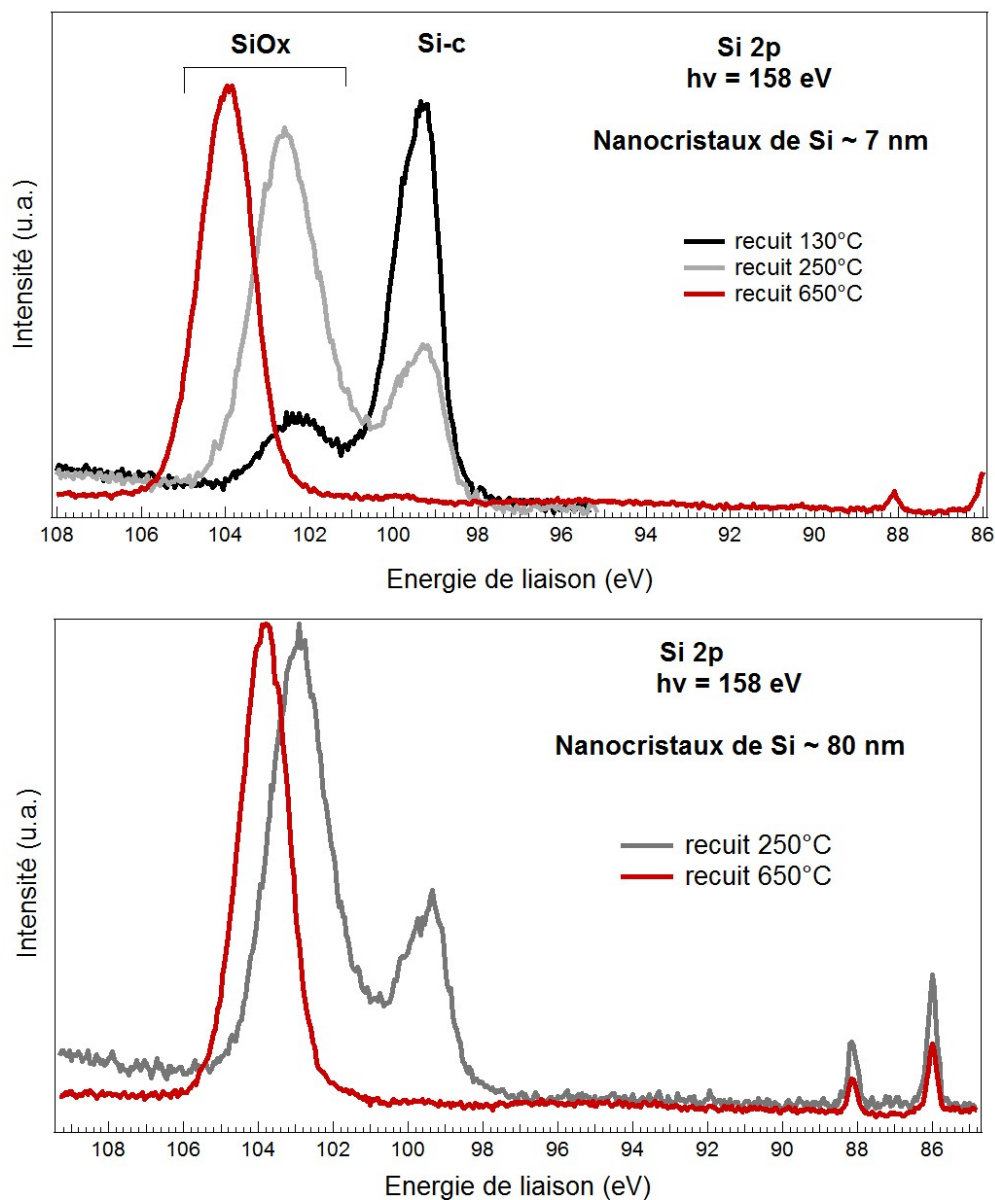 SiOx
Si-c
Si 2p
hν = 158 eV
Nanocristaux de Si ~ 7 nm
recuit 130°C
recuit 250°C
recuit 650°C
Intensité (u.a.)
108 106 104 102 100 98 96 94 92 90 88 86
Energie de liaison (eV)
Si 2p
hν = 158 eV
Nanocristaux de Si ~ 80 nm
recuit 250°C
recuit 650°C
Intensité (u.a.)
108 106 104 102 100 98 96 94 92 90 88 86
Energie de liaison (eV)